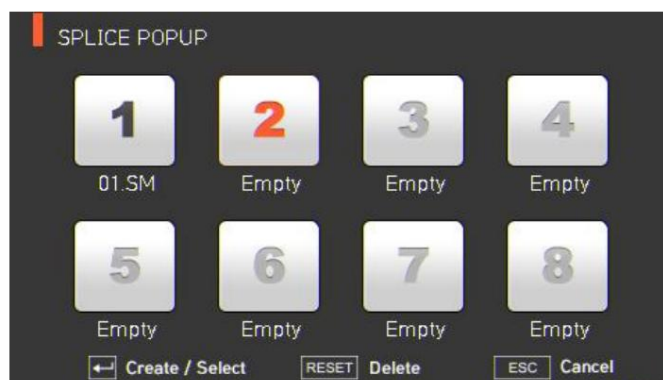 SPLICE POPUP
1 2 3 4
01.SM Empty Empty Empty
5 6 7 8
Empty Empty Empty Empty
Create / Select RESET Delete ESC Cancel